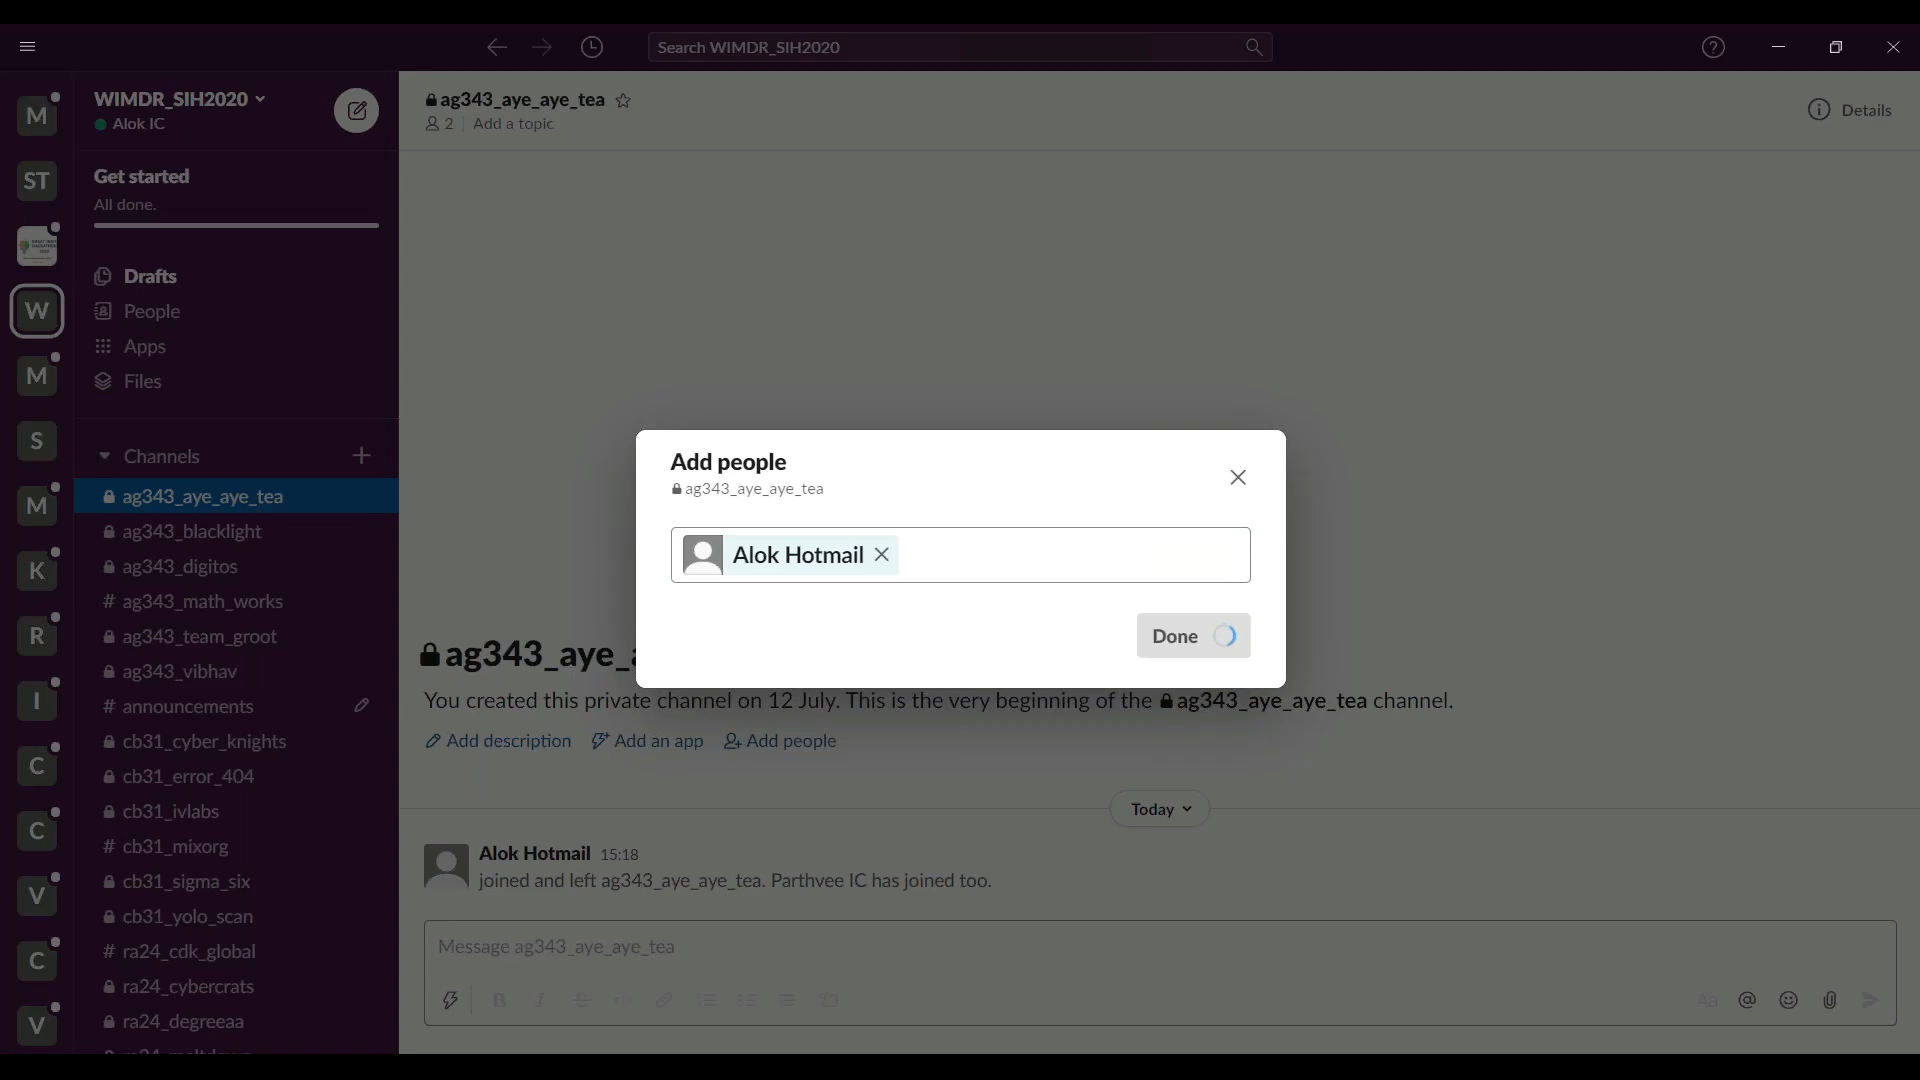 Search WIMDR_SIH2020
M
ST
W
M
S
M
K
R
I
C
C
V
C
V
WIMDR_SIH2020
Alok IC
Get started
All done.
Drafts
People
Apps
Files
Channels
ag343_aye_aye_tea
ag343_blacklight
ag343_digitos
# ag343_math_works
ag343_team_groot
ag343_vibhav
# announcements
cb31_cyber_knights
cb31_error_404
cb31_ivlabs
# cb31_mixorg
cb31_sigma_six
cb31_yolo_scan
# ra24_cdk_global
ra24_cybercrats
ra24_degreeaa
ag343_aye_aye_tea
2 | Add a topic
Details
Add people
ag343_aye_aye_tea
Alok Hotmail
Done
ag343_aye_
You created this private channel on 12 July. This is the very beginning of the ag343_aye_aye_tea channel.
Add description Add an app Add people
Today
Alok Hotmail 15:18
joined and left ag343_aye_aye_tea. Parthvee IC has joined too.
Message ag343_aye_aye_tea
B I S Aa @